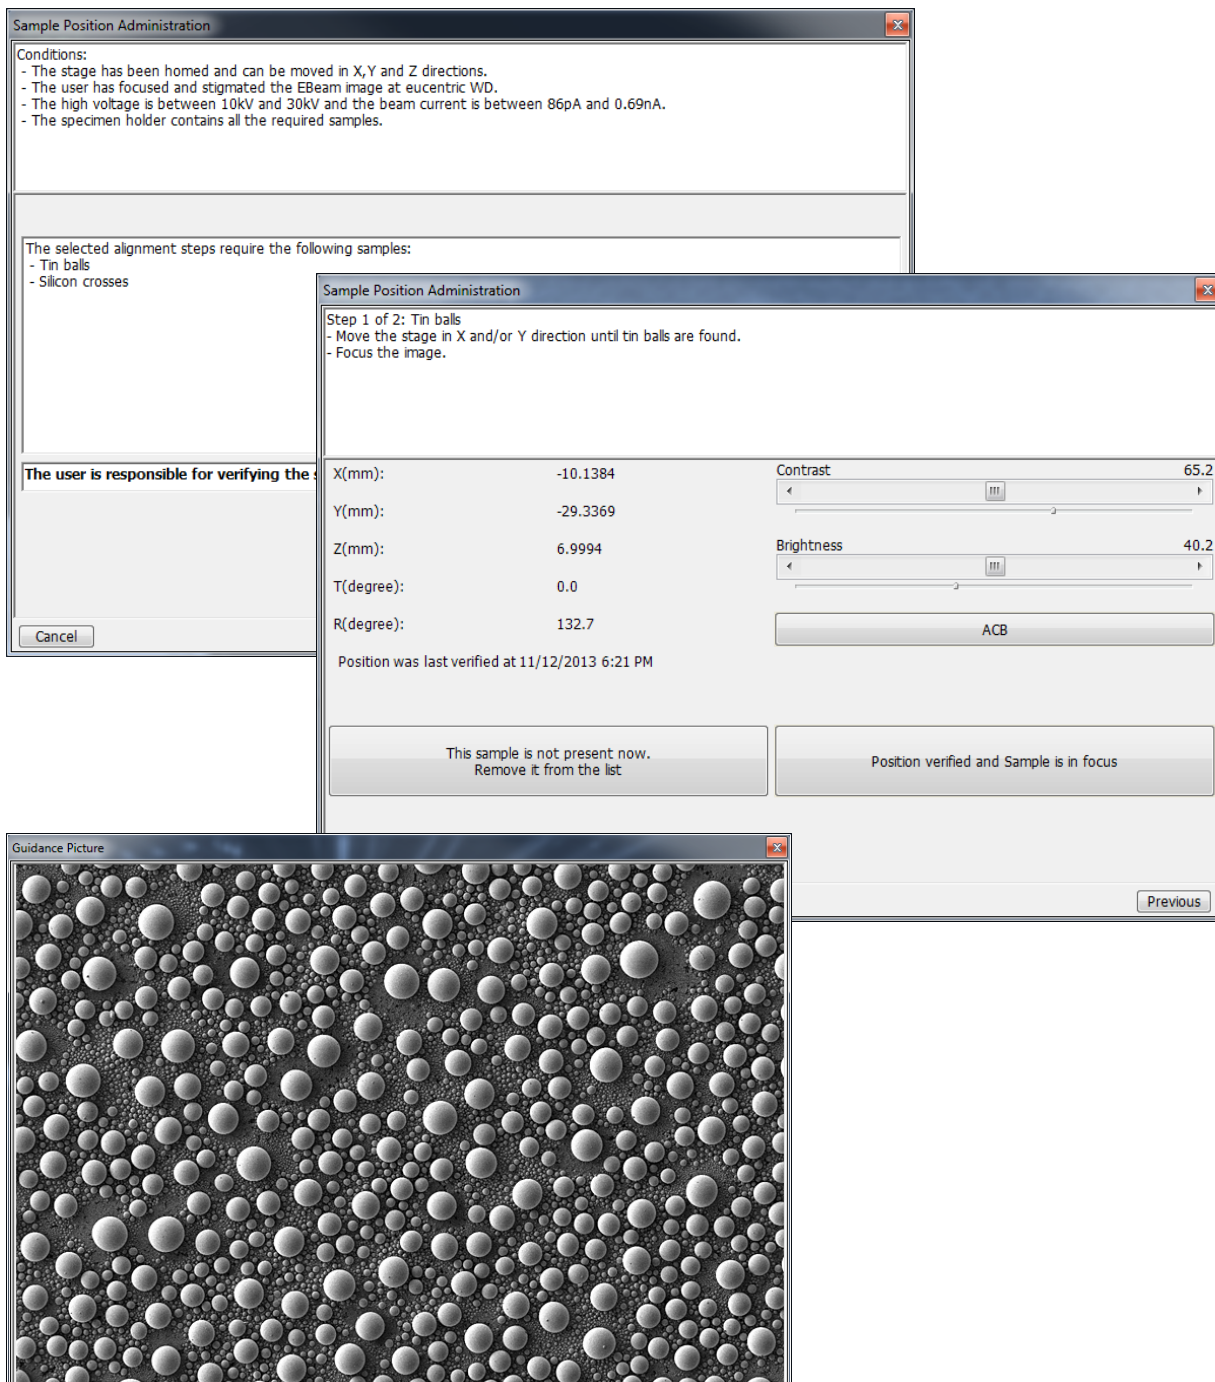 Sample Position Administration
Conditions:
- The stage has been homed and can be moved in X,Y and Z directions.
- The user has focused and stigmated the EBeam image at eucentric WD.
- The high voltage is between 10kV and 30kV and the beam current is between 86pA and 0.69nA.
- The specimen holder contains all the required samples.
The selected alignment steps require the following samples:
- Tin balls
- Silicon crosses
The user is responsible for verifying the
Cancel
Sample Position Administration
Step 1 of 2: Tin balls
- Move the stage in X and/or Y direction until tin balls are found.
- Focus the image.
X(mm): -10.1384
Y(mm): -29.3369
Z(mm): 6.9994
T(degree): 0.0
R(degree): 132.7
Position was last verified at 11/12/2013 6:21 PM
Contrast 65.2
Brightness 40.2
ACB
This sample is not present now.
Remove it from the list
Position verified and Sample is in focus
Previous
Guidance Picture